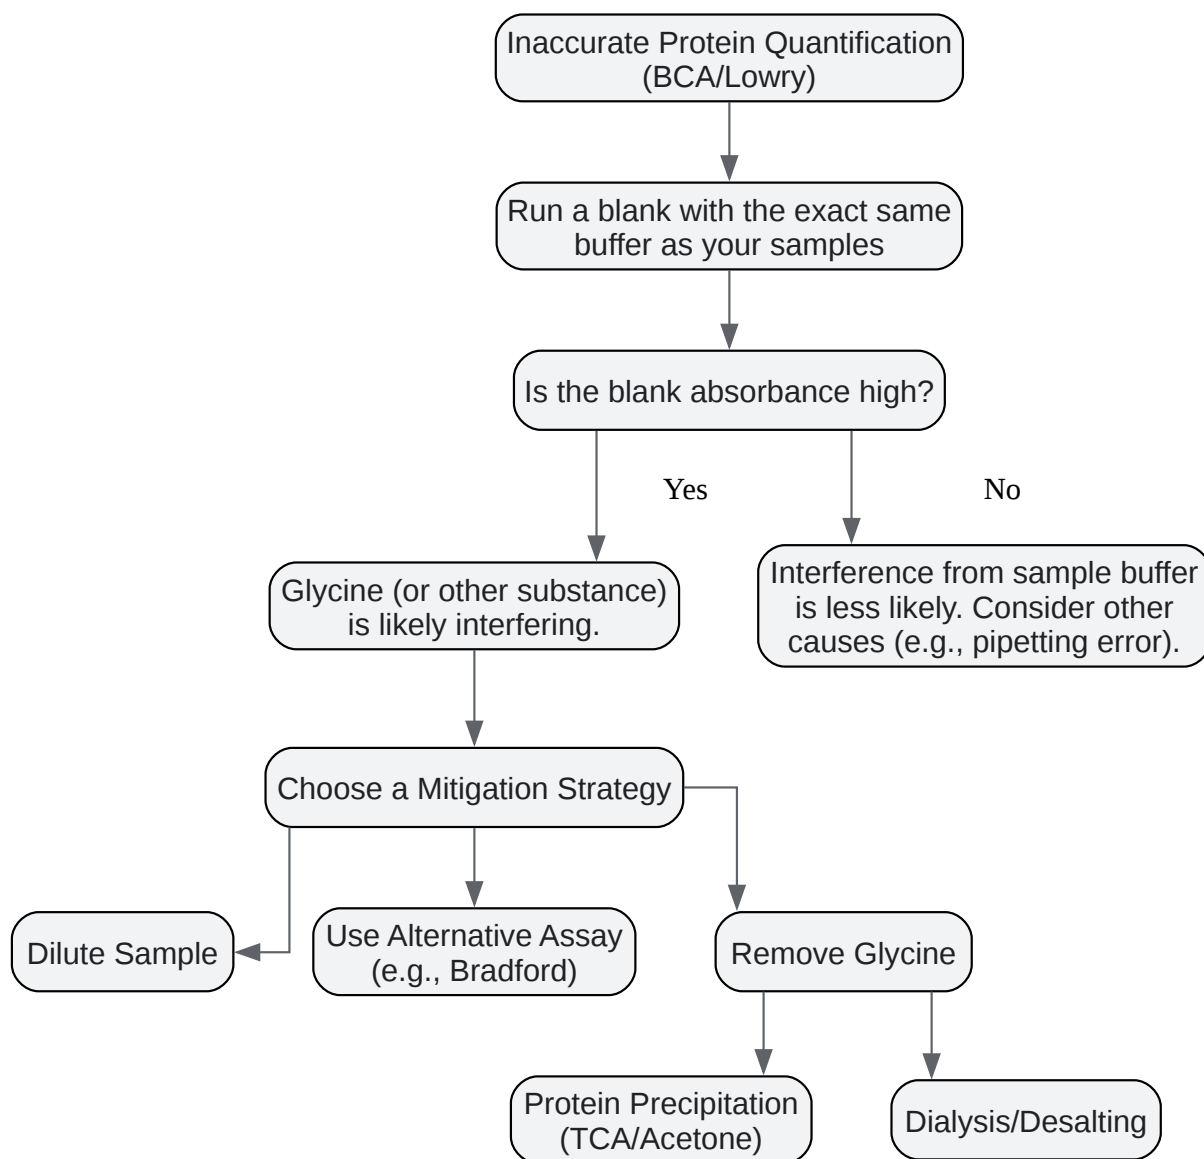 Inaccurate Protein Quantification
(BCA/Lowry)
Run a blank with the exact same
buffer as your samples
Is the blank absorbance high?
Yes
No
Glycine (or other substance)
is likely interfering.
Interference from sample buffer
is less likely. Consider other
causes (e.g., pipetting error).
Choose a Mitigation Strategy
Dilute Sample
Use Alternative Assay
(e.g., Bradford)
Remove Glycine
Protein Precipitation
(TCA/Acetone)
Dialysis/Desalting